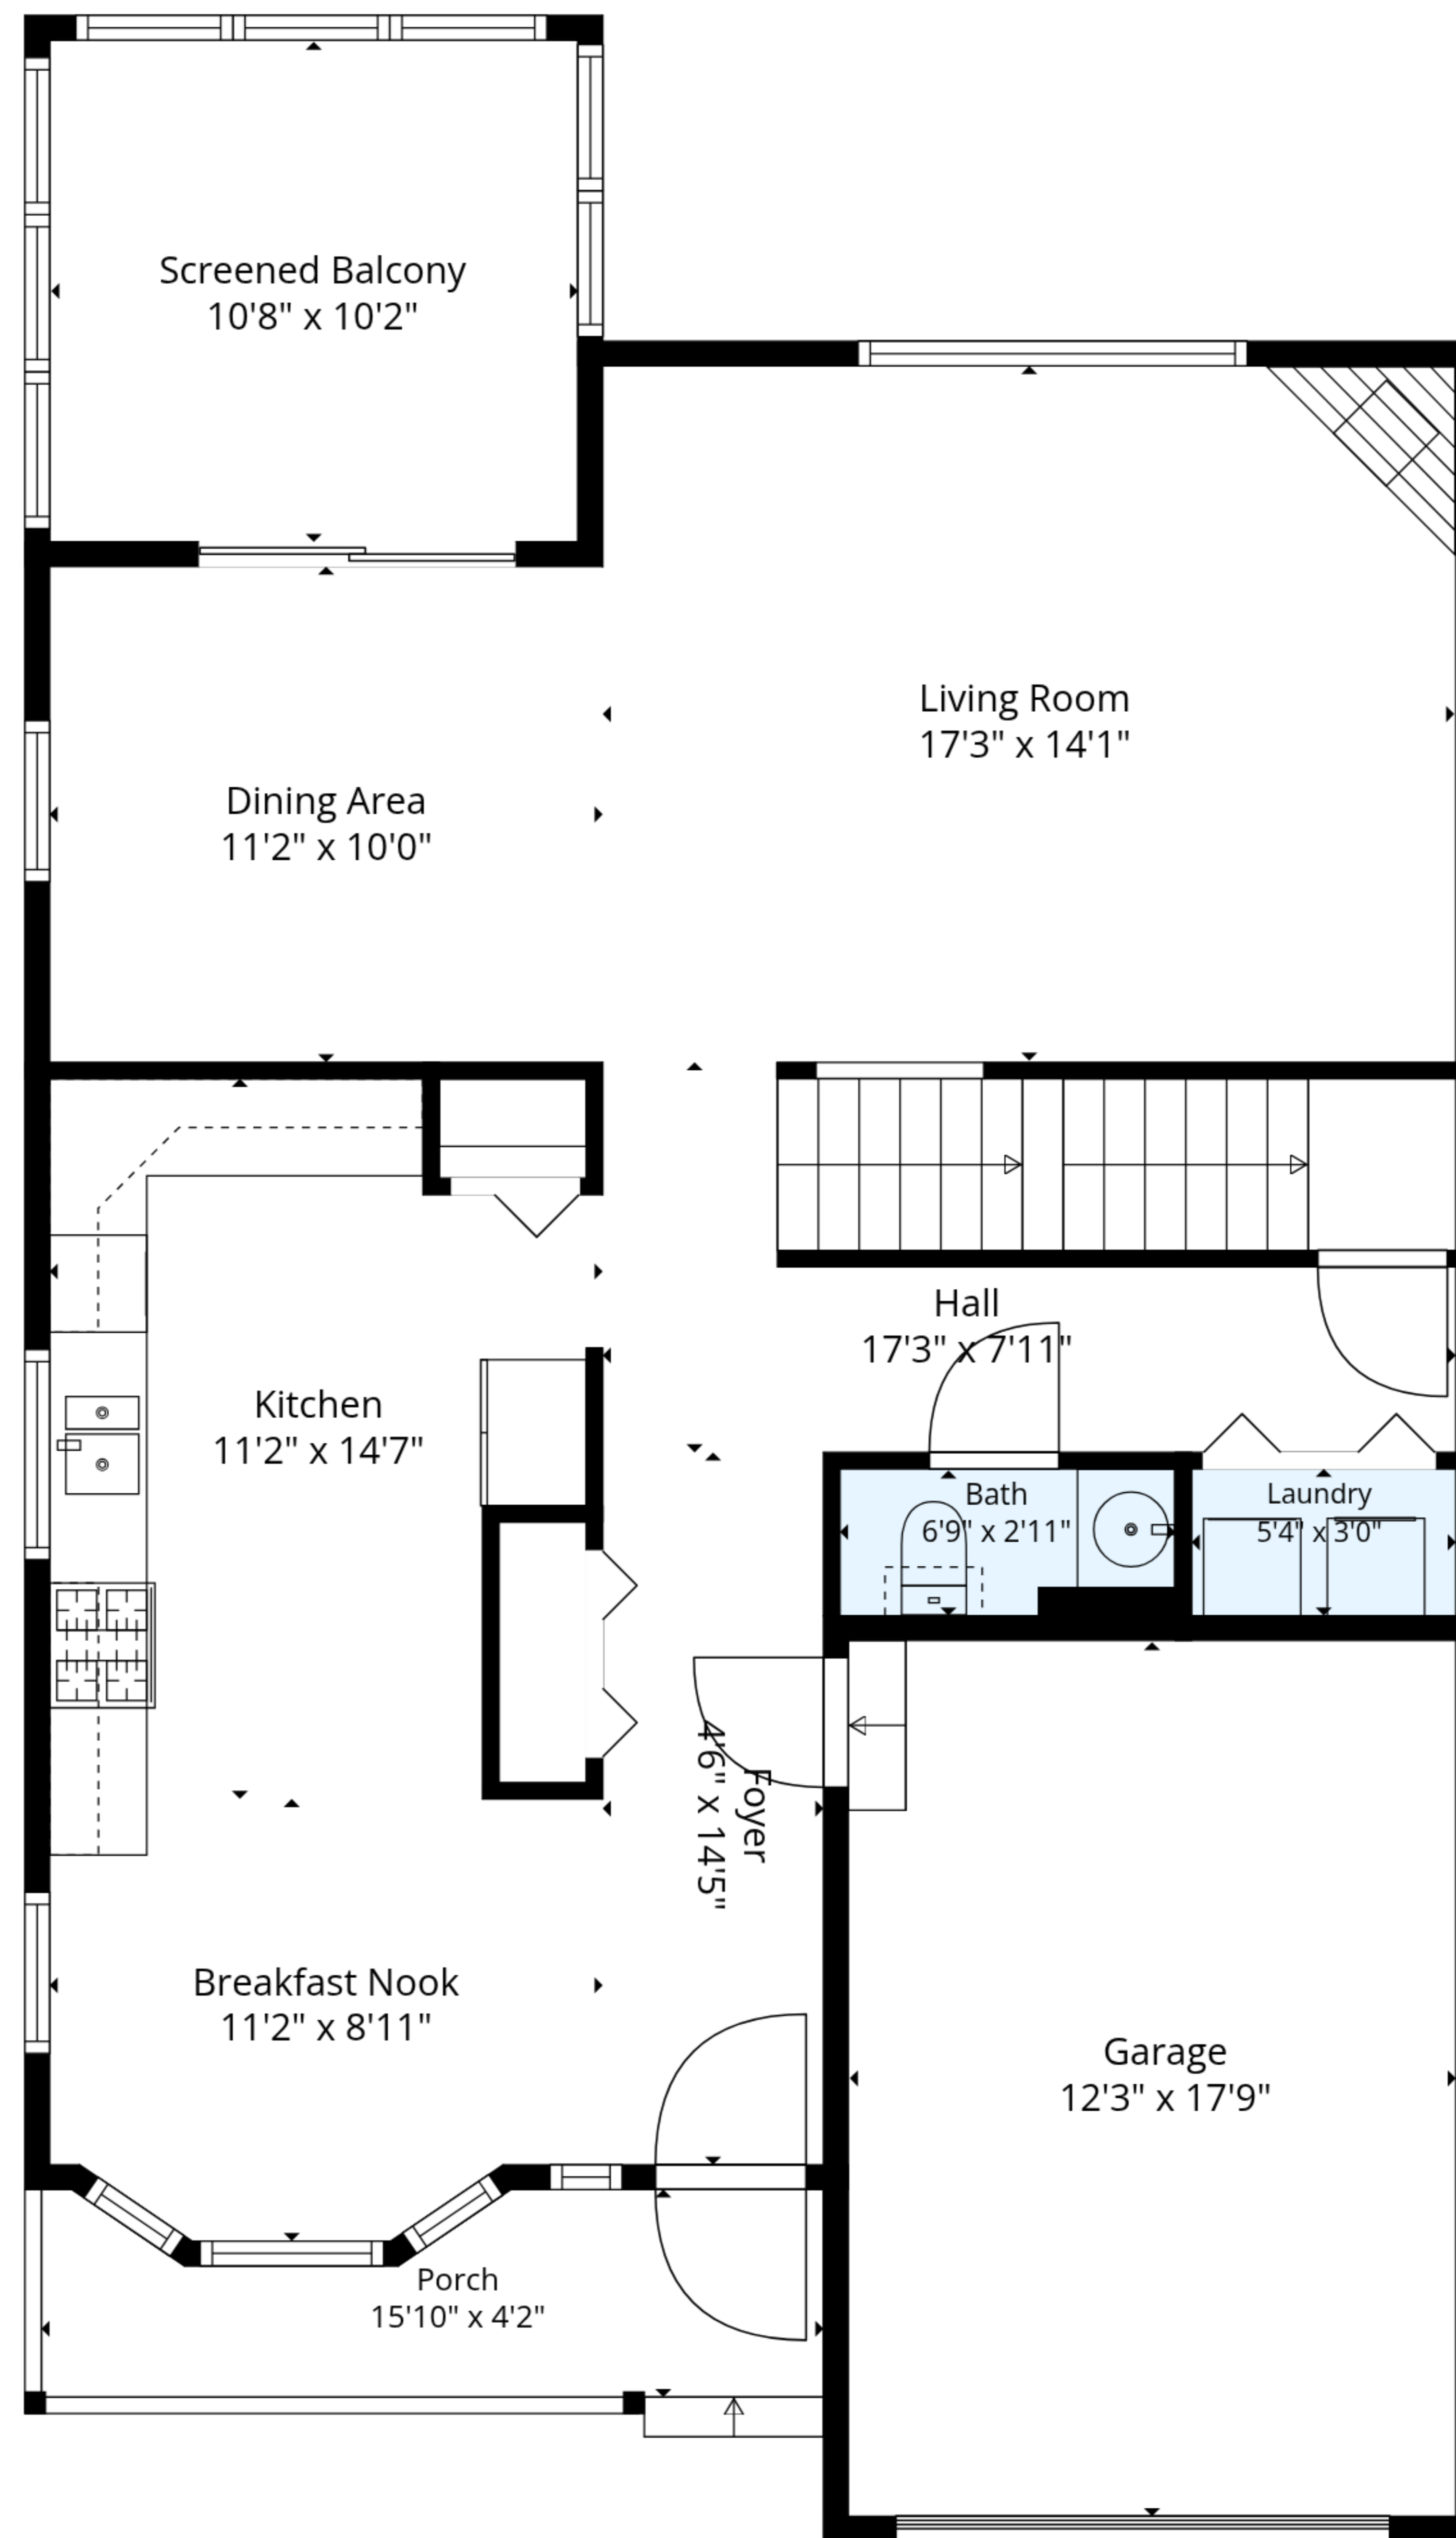 Screened Balcony
10'8" x 10'2"
Living Room
17'3" x 14'1"
Dining Area
11'2" x 10'0"
Hall
17'3" x 7'11"
Kitchen
11'2" x 14'7"
Bath
6'9" x 2'11"
Laundry
5'4" x 3'0"
Foyer
4'6" x 14'5"
Breakfast Nook
11'2" x 8'11"
Garage
12'3" x 17'9"
Porch
15'10" x 4'2"